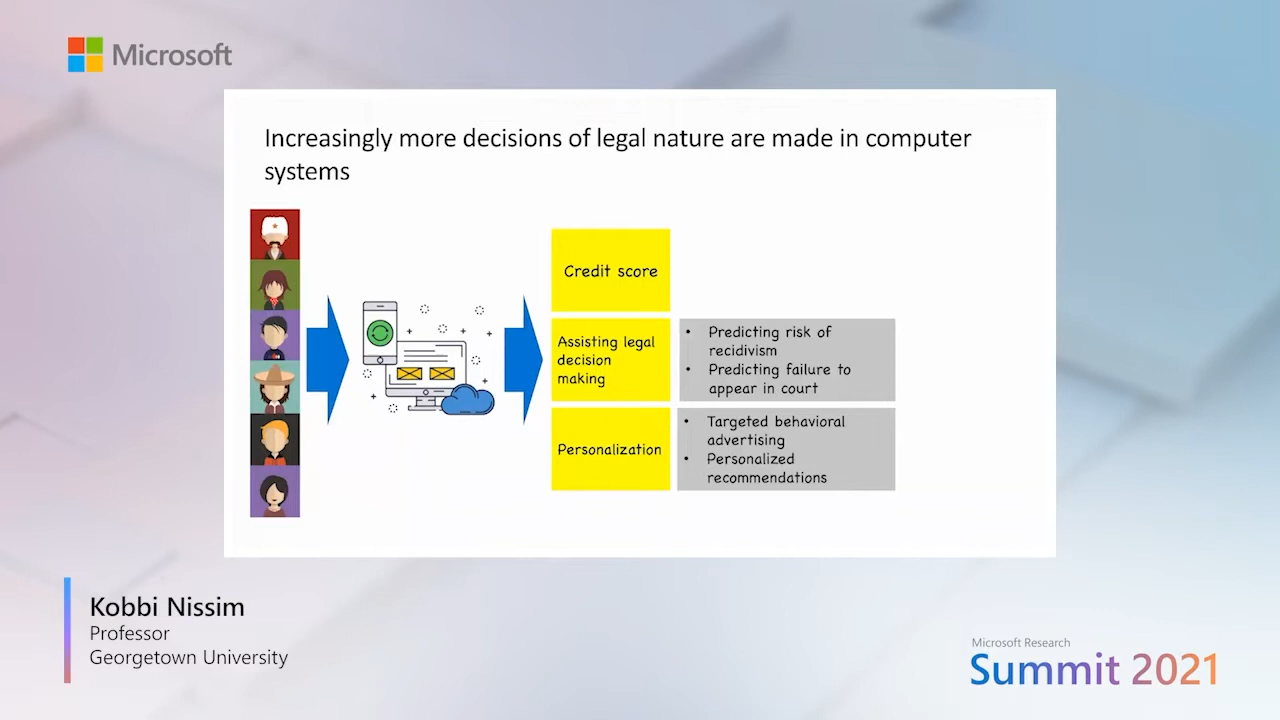 Microsoft
Increasingly more decisions of legal nature are made in computer
systems
Credit score
Assisting legal
decision
making
• Predicting risk of
recidivism
• Predicting failure to
appear in court
Personalization
• Targeted behavioral
advertising
• Personalized
recommendations
Kobbi Nissim
Professor
Georgetown University
Microsoft Research
Summit 2021